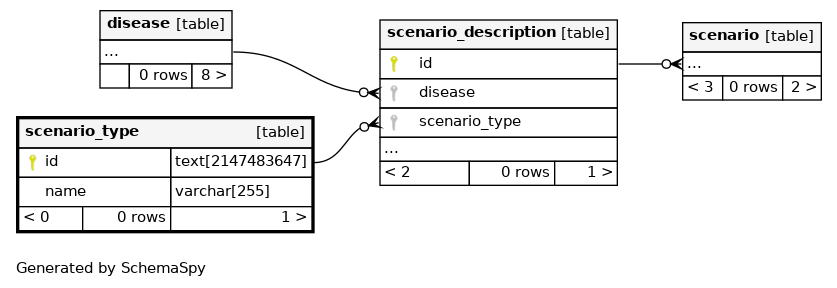 disease [table]
...
0 rows 8 >
scenario_type [table]
id text[2147483647]
name varchar[255]
< 0 0 rows 1 >
scenario_description [table]
id
disease
scenario_type
...
< 2 0 rows 1 >
scenario [table]
...
< 3 0 rows 2 >
Generated by SchemaSpy